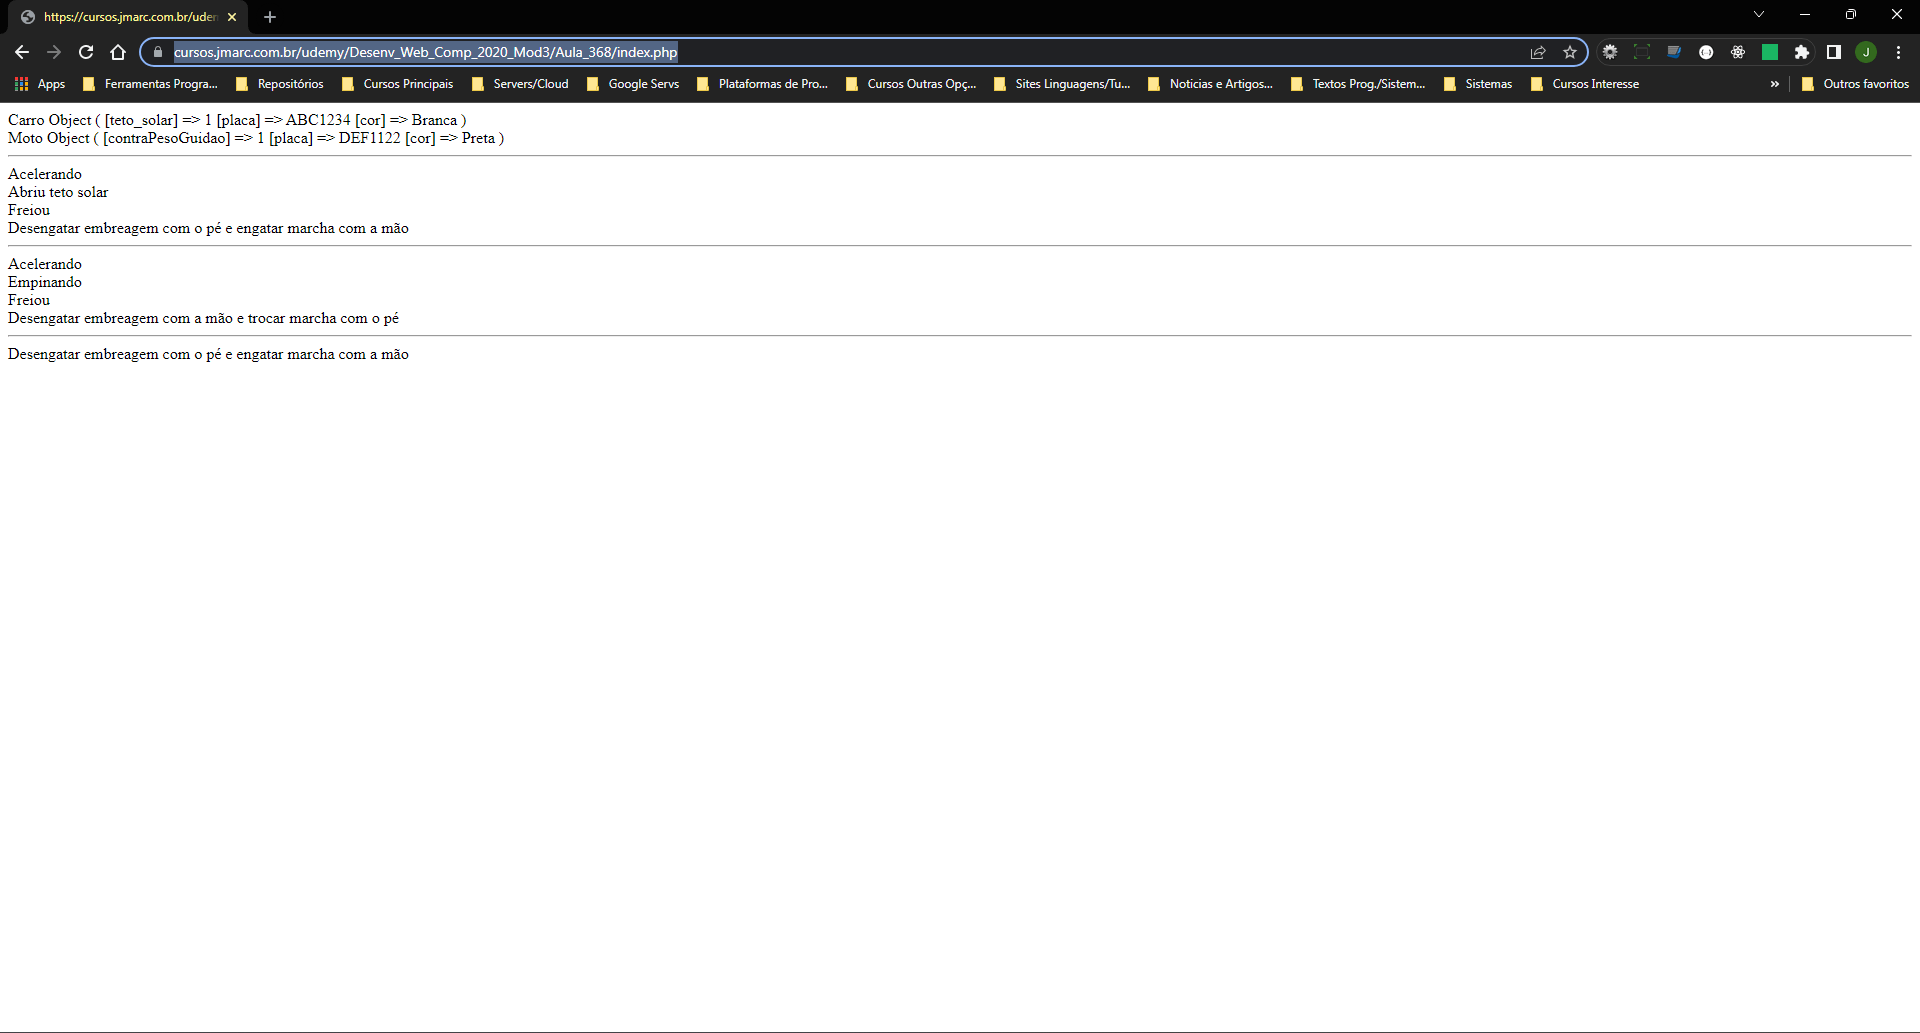 https://cursos.jmarc.com.br/uden
cursos.jmarc.com.br/udemy/Desenv_Web_Comp_2020_Mod3/Aula_368/index.php
J
Apps Ferramentas Progra... Repositórios Cursos Principais Servers/Cloud Google Servs Plataformas de Pro... Cursos Outras Opç... Sites Linguagens/Tu... Noticias e Artigos... Textos Prog./Sistem... Sistemas Cursos Interesse » Outros favoritos
Carro Object ( [teto_solar] => 1 [placa] => ABC1234 [cor] => Branca )
Moto Object ( [contraPesoGuidao] => 1 [placa] => DEF1122 [cor] => Preta )
Acelerando
Abriu teto solar
Freiou
Desengatar embreagem com o pé e engatar marcha com a mão
Acelerando
Empinando
Freiou
Desengatar embreagem com a mão e trocar marcha com o pé
Desengatar embreagem com o pé e engatar marcha com a mão